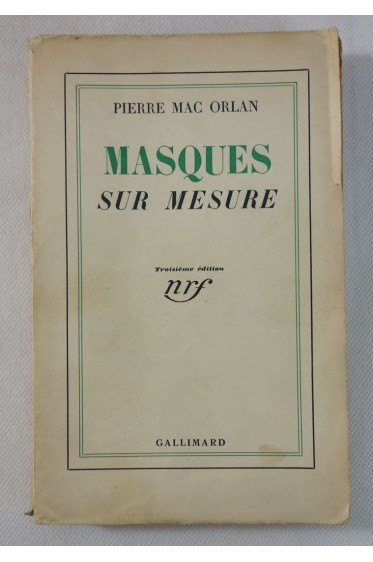 PIERRE MAC ORLAN
MASQUES
SUR MESURE
Troisième édition
nrf
GALLIMARD